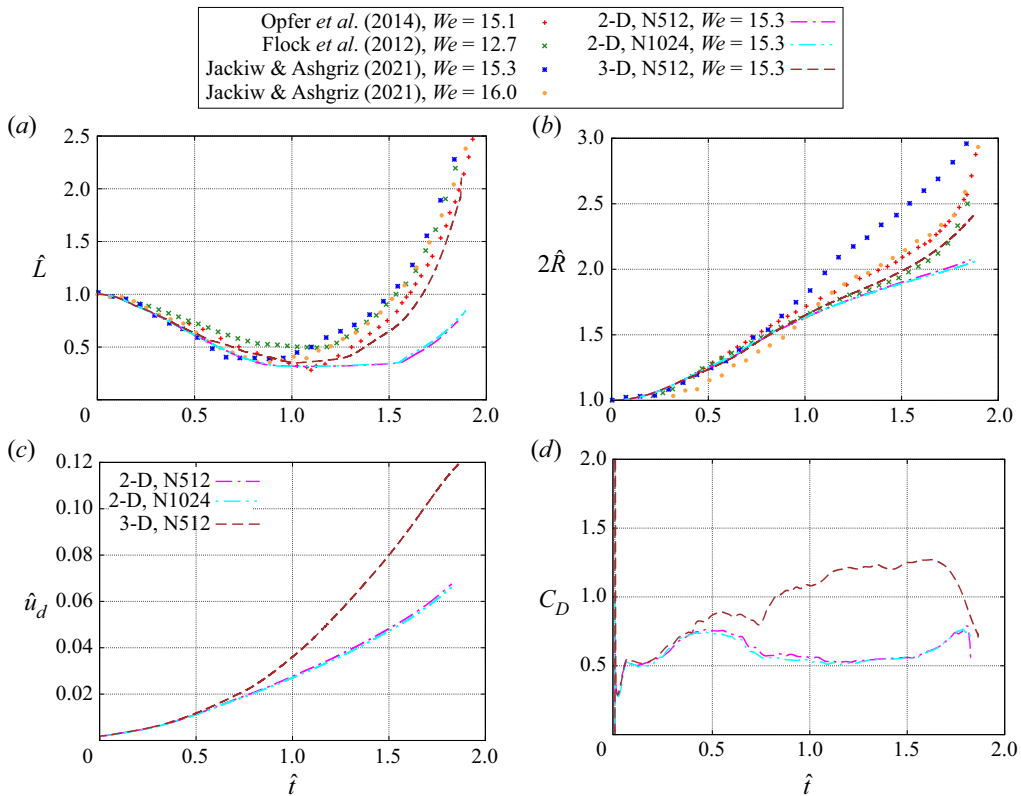 Opfer et al. (2014), We = 15.1
Flock et al. (2012), We = 12.7
Jackiw & Ashgriz (2021), We = 15.3
Jackiw & Ashgriz (2021), We = 16.0
2-D, N512, We = 15.3
2-D, N1024, We = 15.3
3-D, N512, We = 15.3
(a)
2.5
2.0
1.5
1.0
0.5
L̂
0
0.5
1.0
1.5
2.0
(b)
3.0
2.5
2.0
1.5
1.0
2R̂
0
0.5
1.0
1.5
2.0
(c)
0.12
0.10
0.08
0.06
0.04
0.02
û_d
2-D, N512
2-D, N1024
3-D, N512
0
0.5
1.0
1.5
2.0
t̂
(d)
2.0
1.5
1.0
0.5
0
C_D
0
0.5
1.0
1.5
2.0
t̂